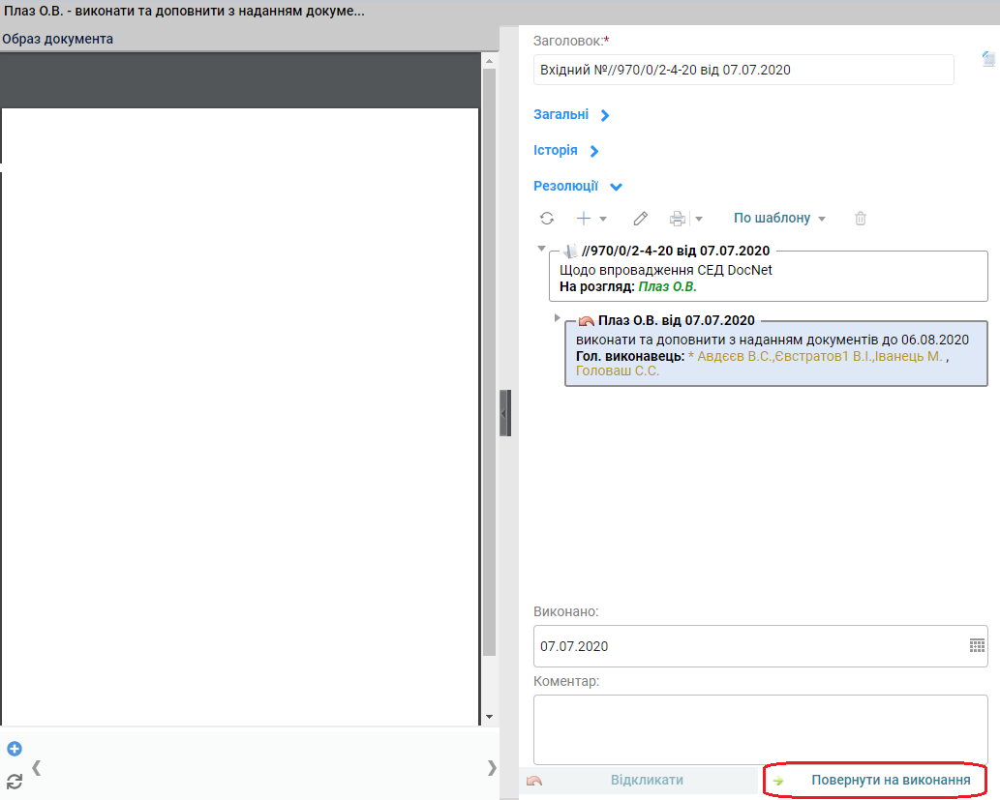 Плаз О.В. - виконати та доповнити з наданням докуме...
Образ документа
Заголовок:*
Вхідний №//970/0/2-4-20 від 07.07.2020
Загальні
Історія
Резолюції
По шаблону
//970/0/2-4-20 від 07.07.2020
Щодо впровадження СЕД DocNet
На розгляд: Плаз О.В.
Плаз О.В. від 07.07.2020
виконати та доповнити з наданням документів до 06.08.2020
Гол. виконавець: * Авдєєв В.С.,Євстратов1 В.І.,Іванець М. ,
Головаш С.С.
Виконано:
07.07.2020
Коментар:
Відкликати
Повернути на виконання